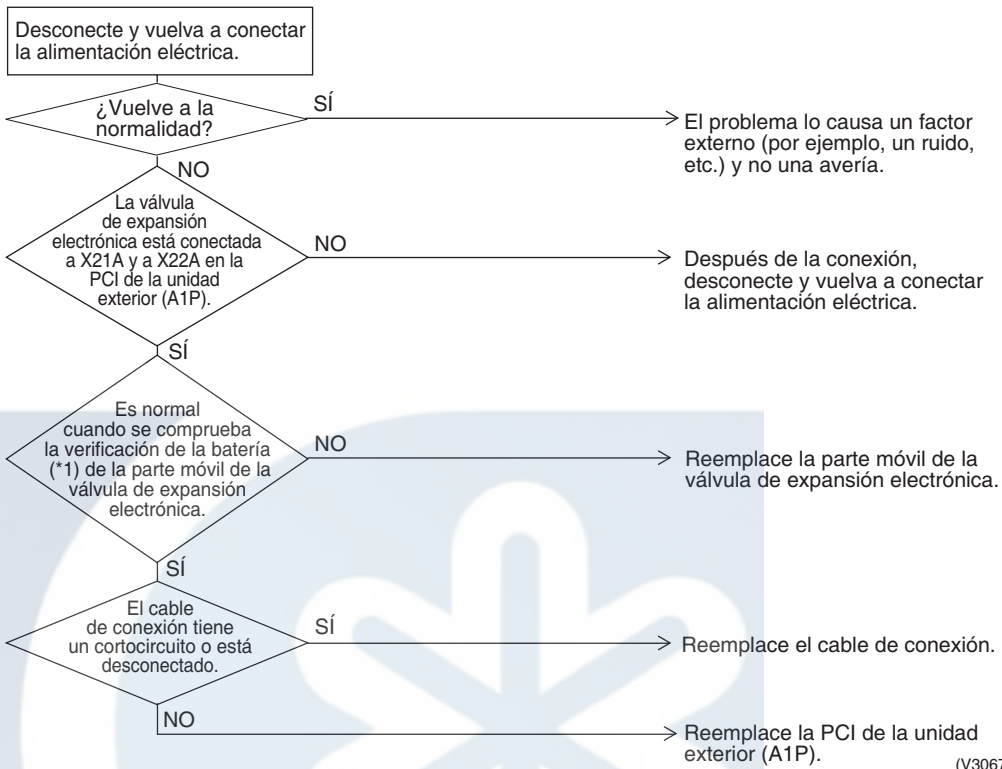 Desconecte y vuelva a conectar
la alimentación eléctrica.
¿Vuelve a la
normalidad?
SÍ
El problema lo causa un factor
externo (por ejemplo, un ruido,
etc.) y no una avería.
NO
La válvula
de expansión
electrónica está conectada
a X21A y a X22A en la
PCI de la unidad
exterior (A1P).
NO
Después de la conexión,
desconecte y vuelva a conectar
la alimentación eléctrica.
SÍ
Es normal
cuando se comprueba
la verificación de la batería
(*1) de la parte móvil de la
válvula de expansión
electrónica.
NO
Reemplace la parte móvil de la
válvula de expansión electrónica.
SÍ
El cable
de conexión tiene
un cortocircuito o está
desconectado.
SÍ
Reemplace el cable de conexión.
NO
Reemplace la PCI de la unidad
exterior (A1P).
(V3067